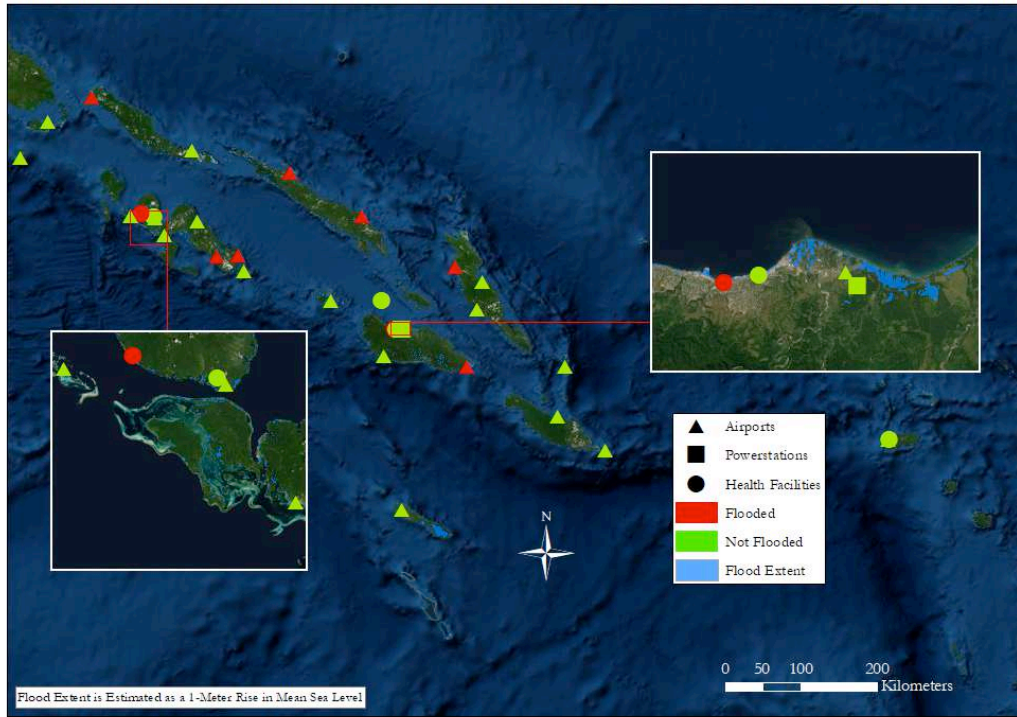 Airports
Powerstations
Health Facilities
Flooded
Not Flooded
Flood Extent
N
0 50 100 200
Kilometers
Flood Extent is Estimated as a 1-Meter Rise in Mean Sea Level